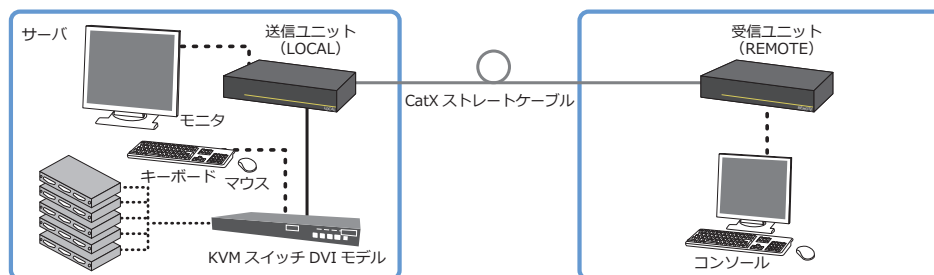 サーバ
送信ユニット
（LOCAL）
受信ユニット
（REMOTE）
CatX ストレートケーブル
モニタ
キーボード
マウス
KVM スイッチ DVI モデル
コンソール